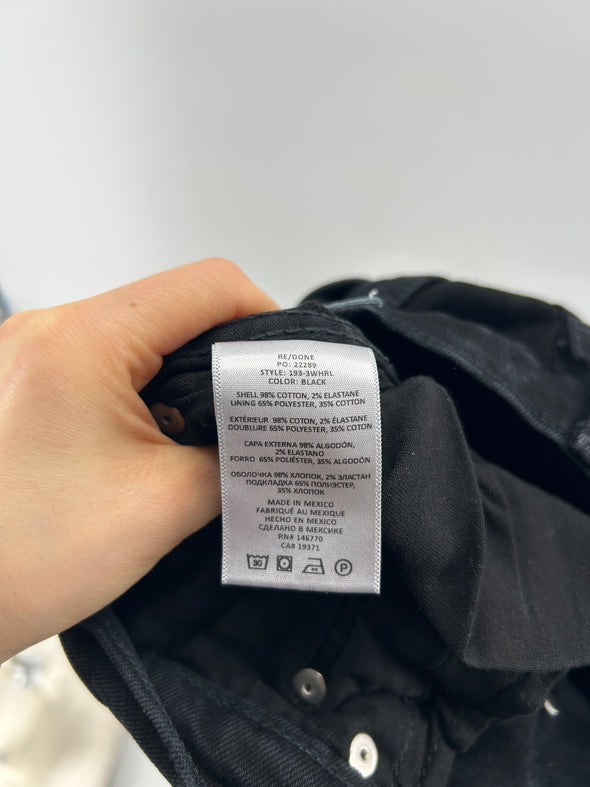 RE/DONE
PO: 22289
STYLE: 193-3WHRL
COLOR: BLACK
SHELL 98% COTTON, 2% ELASTANE
LINING 65% POLYESTER, 35% COTTON
EXTÉRIEUR 98% COTON, 2% ÉLASTANE
DOUBLURE 65% POLYESTER, 35% COTON
CAPA EXTERNA 98% ALGODÓN,
2% ELASTANO
FORRO 65% POLIÉSTER, 35% ALGODÓN
ОБОЛОЧКА 98% ХЛОПОК, 2% ЭЛАСТАН
ПОДКЛАДКА 65% ПОЛИЭСТЕР,
35% ХЛОПОК
MADE IN MEXICO
FABRIQUÉ AU MEXIQUE
HECHO EN MEXICO
СДЕЛАНО В МЕКСИКЕ
RN# 146770
CA# 19371
30 P